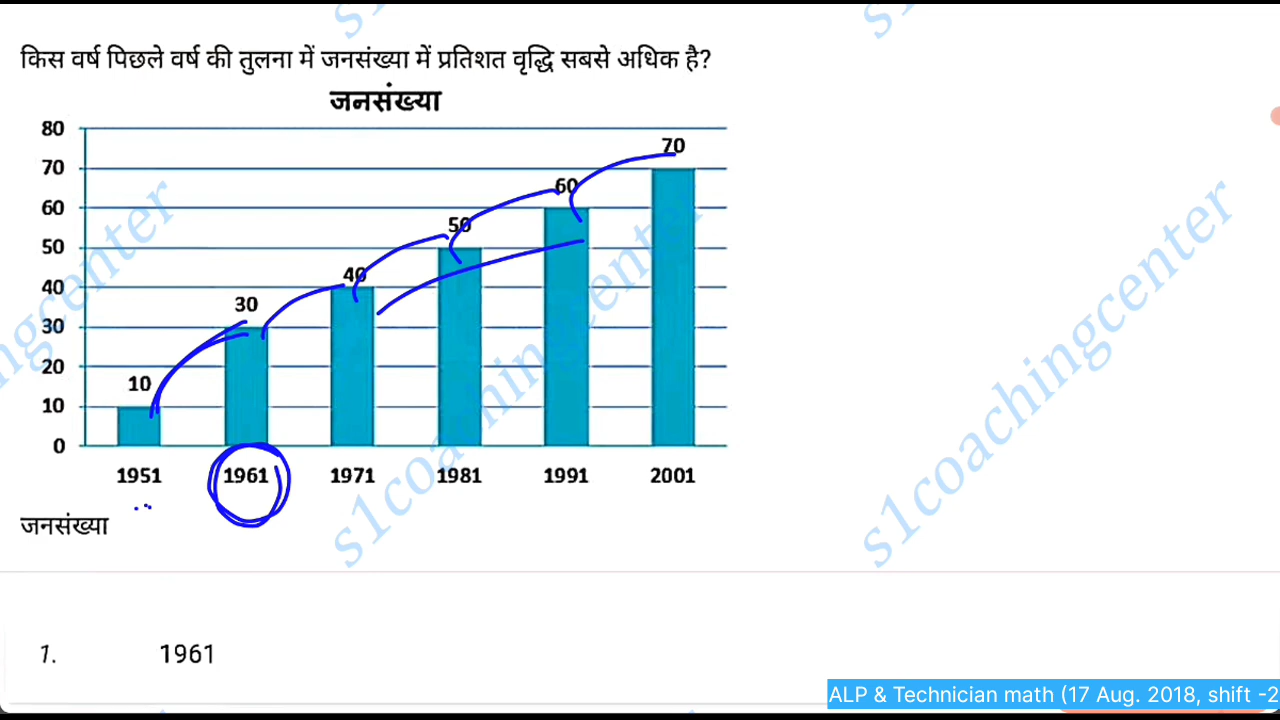 किस वर्ष पिछले वर्ष की तुलना में जनसंख्या में प्रतिशत वृद्धि सबसे अधिक है?
जनसंख्या
80
70
60
50
40
30
20
10
0
10
30
40
50
60
70
1951 1961 1971 1981 1991 2001
जनसंख्या
1. 1961
ALP & Technician math (17 Aug. 2018, shift -2
s1coachingcenter
s1coachingcenter